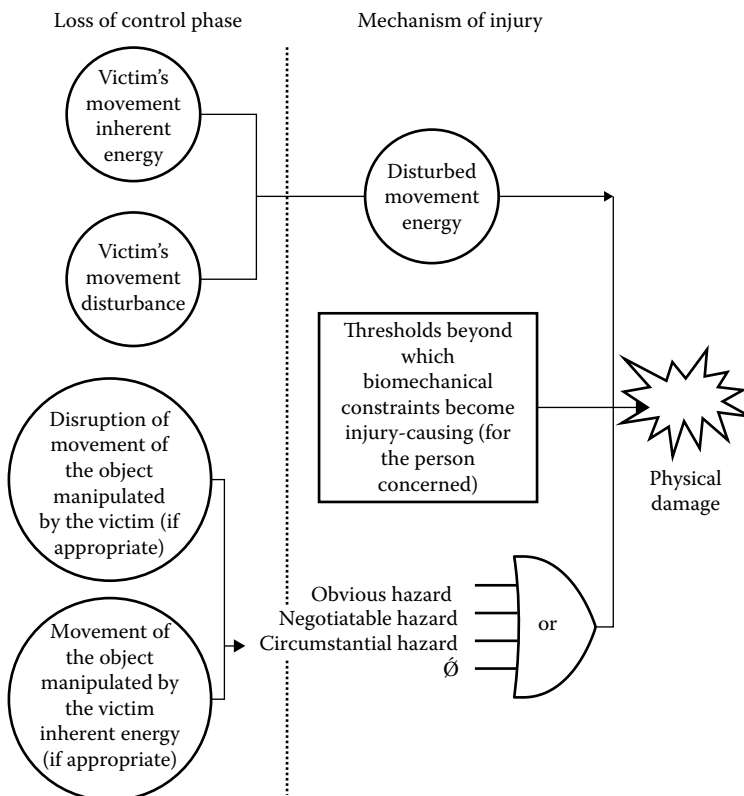 Loss of control phase
Mechanism of injury
Victim's
movement
inherent
energy
Disturbed
movement
energy
Victim's
movement
disturbance
Thresholds beyond
which
biomechanical
constraints become
injury-causing (for
the person
concerned)
Physical
damage
Disruption of
movement of
the object
manipulated
by the victim (if
appropriate)
Obvious hazard
Negotiatable hazard
Circumstantial hazard
Ǿ
or
Movement of
the object
manipulated by
the victim
inherent energy
(if appropriate)